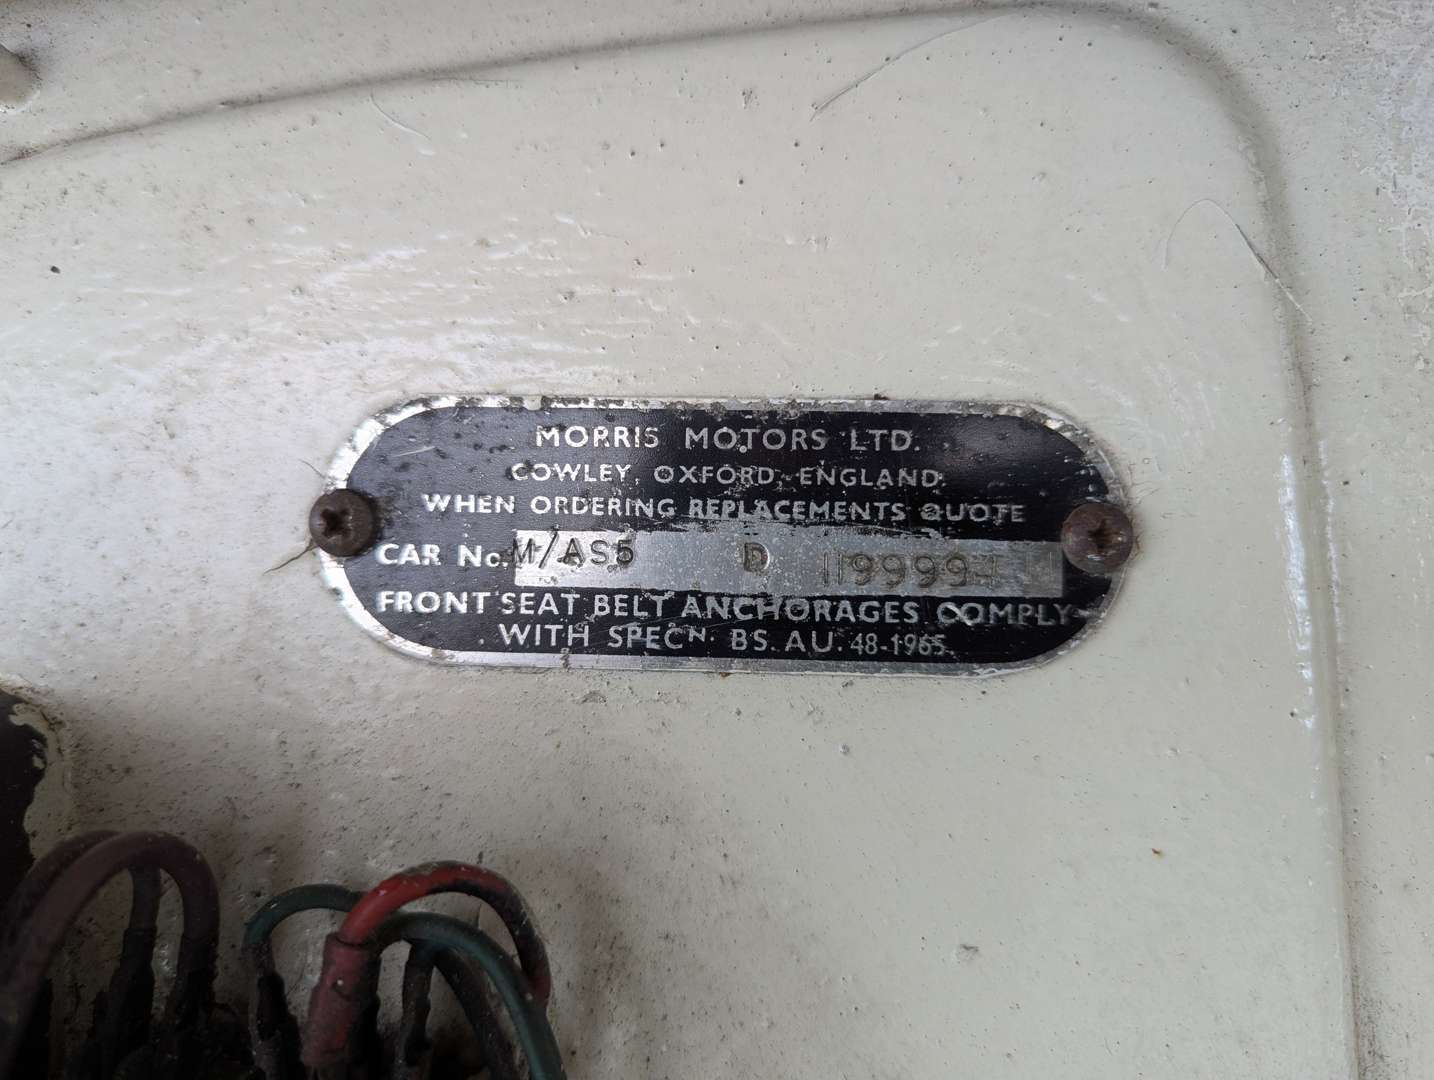 MORRIS MOTORS LTD.
COWLEY, OXFORD, ENGLAND.
WHEN ORDERING REPLACEMENTS QUOTE
CAR No. M/AS5 D
FRONT SEAT BELT ANCHORAGES COMPLY
WITH SPECN. BS. AU. 48-1965.